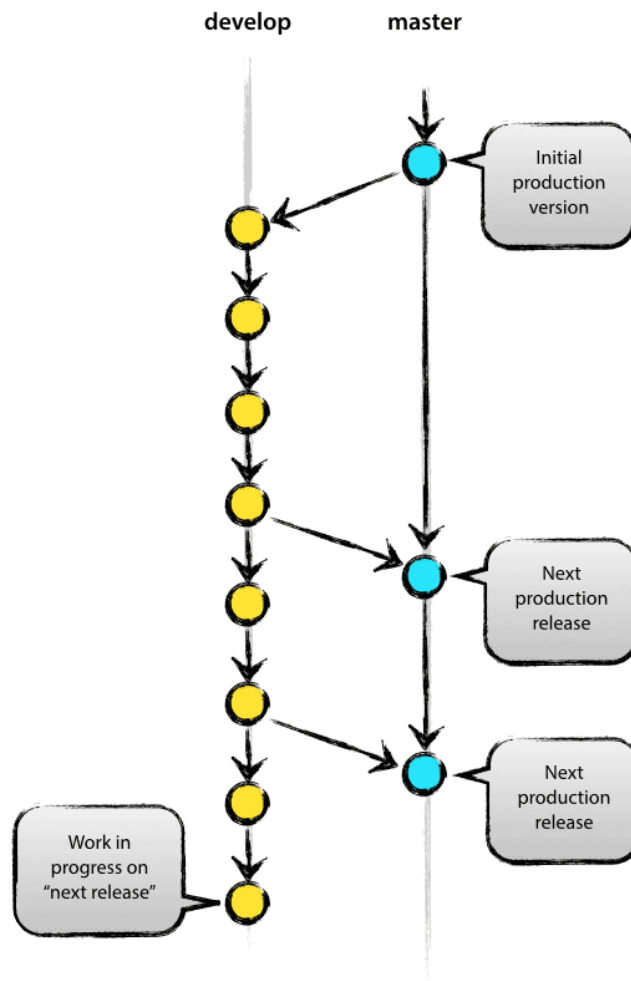 develop
master
Initial
production
version
Next
production
release
Next
production
release
Work in
progress on
“next release”